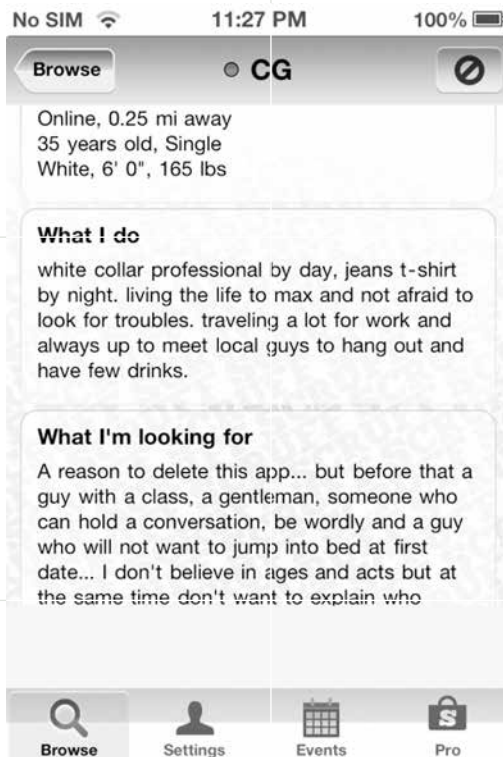 No SIM 11:27 PM 100%
Browse CG
Online, 0.25 mi away
35 years old, Single
White, 6' 0", 165 lbs
What I do
white collar professional by day, jeans t-shirt
by night. living the life to max and not afraid to
look for troubles. traveling a lot for work and
always up to meet local guys to hang out and
have few drinks.
What I'm looking for
A reason to delete this app... but before that a
guy with a class, a gentleman, someone who
can hold a conversation, be wordly and a guy
who will not want to jump into bed at first
date... I don't believe in ages and acts but at
the same time don't want to explain who
Browse Settings Events Pro